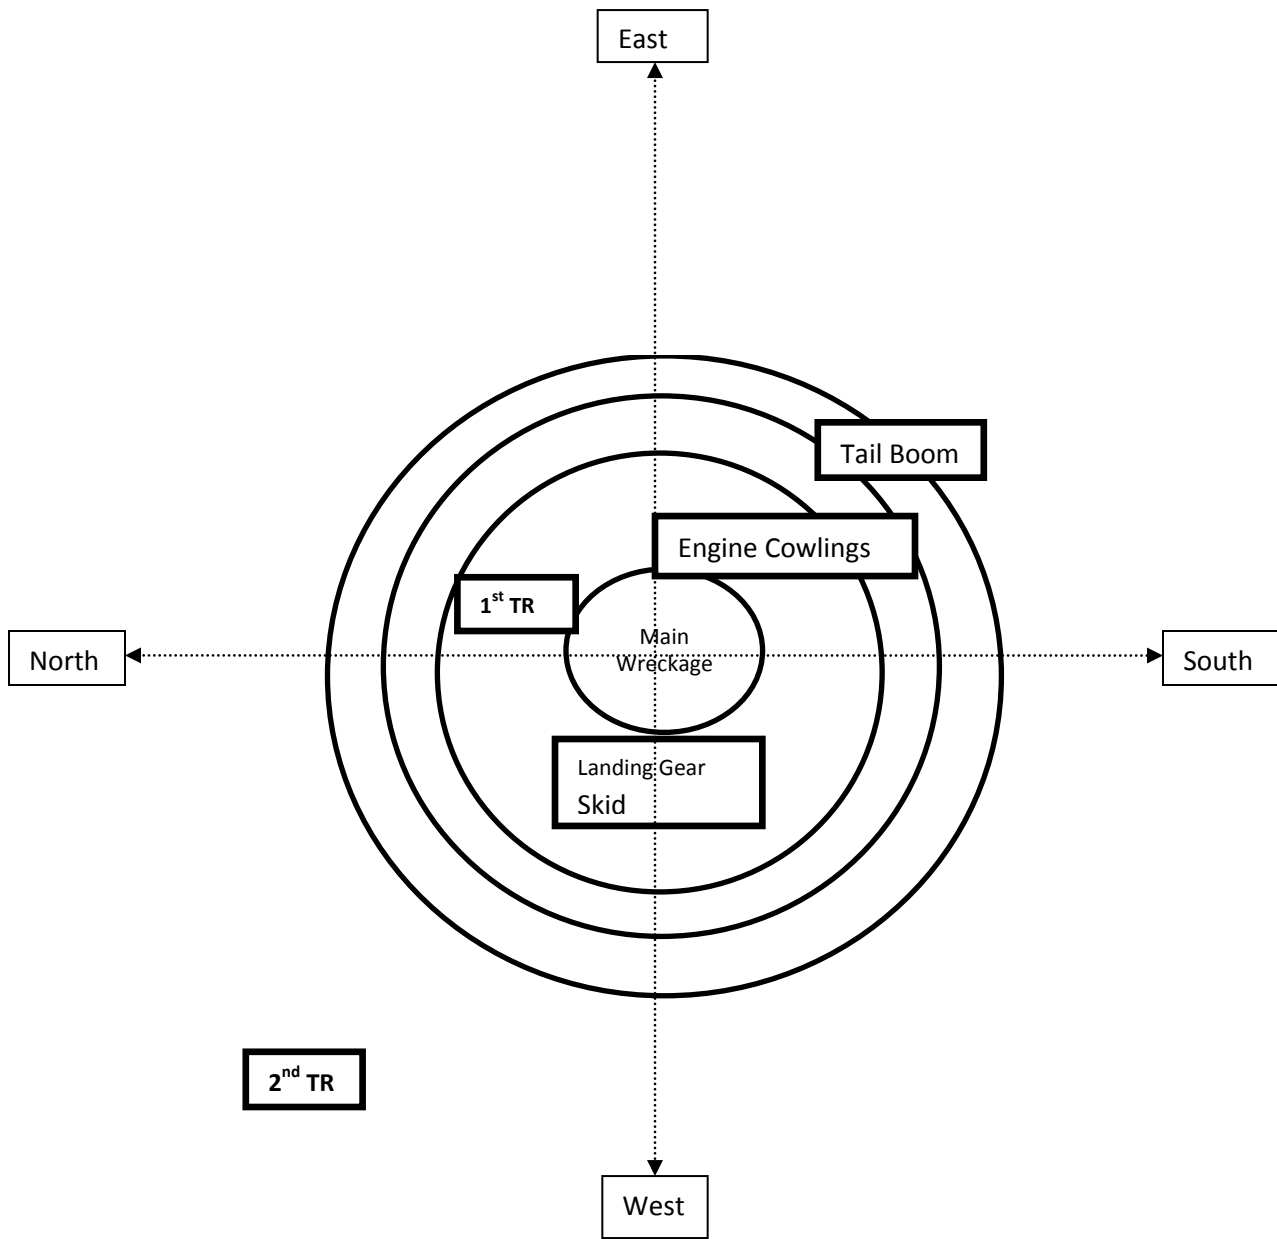 East
Tail Boom
Engine Cowlings
1st TR
Main
Wreckage
North
South
Landing Gear
Skid
2nd TR
West